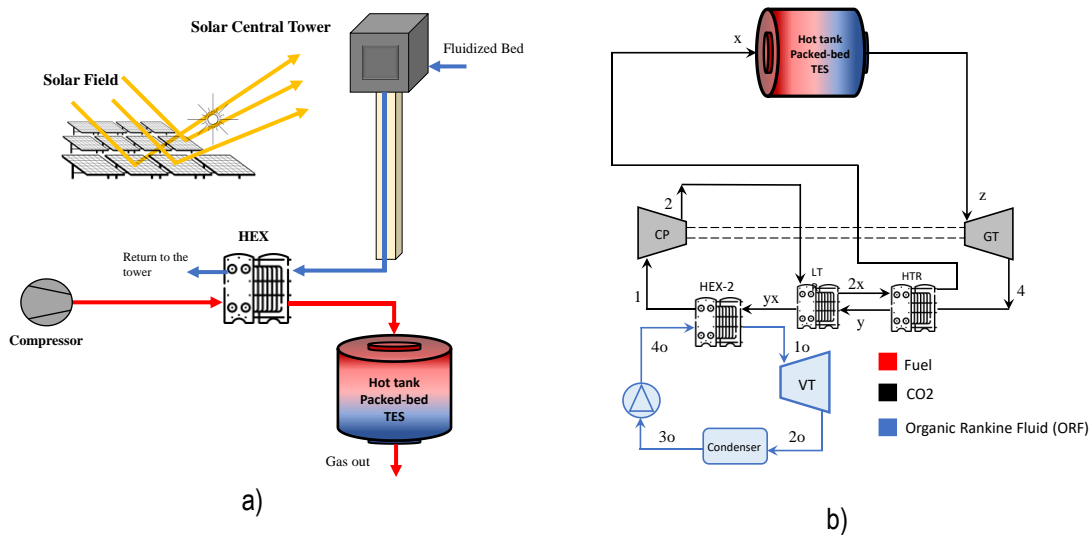 Solar Central Tower
Fluidized Bed
Solar Field
HEX
Return to the
tower
Compressor
Hot tank
Packed-bed
TES
Gas out
a)
x
Hot tank
Packed-bed
TES
z
2
CP
GT
LT
HTR
2x
HEX-2
1
yx
y
4
4o
1o
VT
3o
Condenser
2o
Fuel
CO2
Organic Rankine Fluid (ORF)
b)